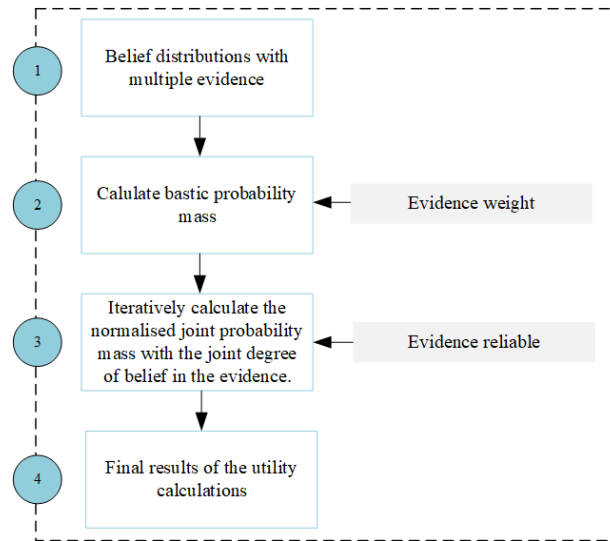 1
Belief distributions with
multiple evidence
2
Calulate bastic probability
mass
Evidence weight
3
Iteratively calculate the
normalised joint probability
mass with the joint degree
of belief in the evidence.
Evidence reliable
4
Final results of the utility
calculations